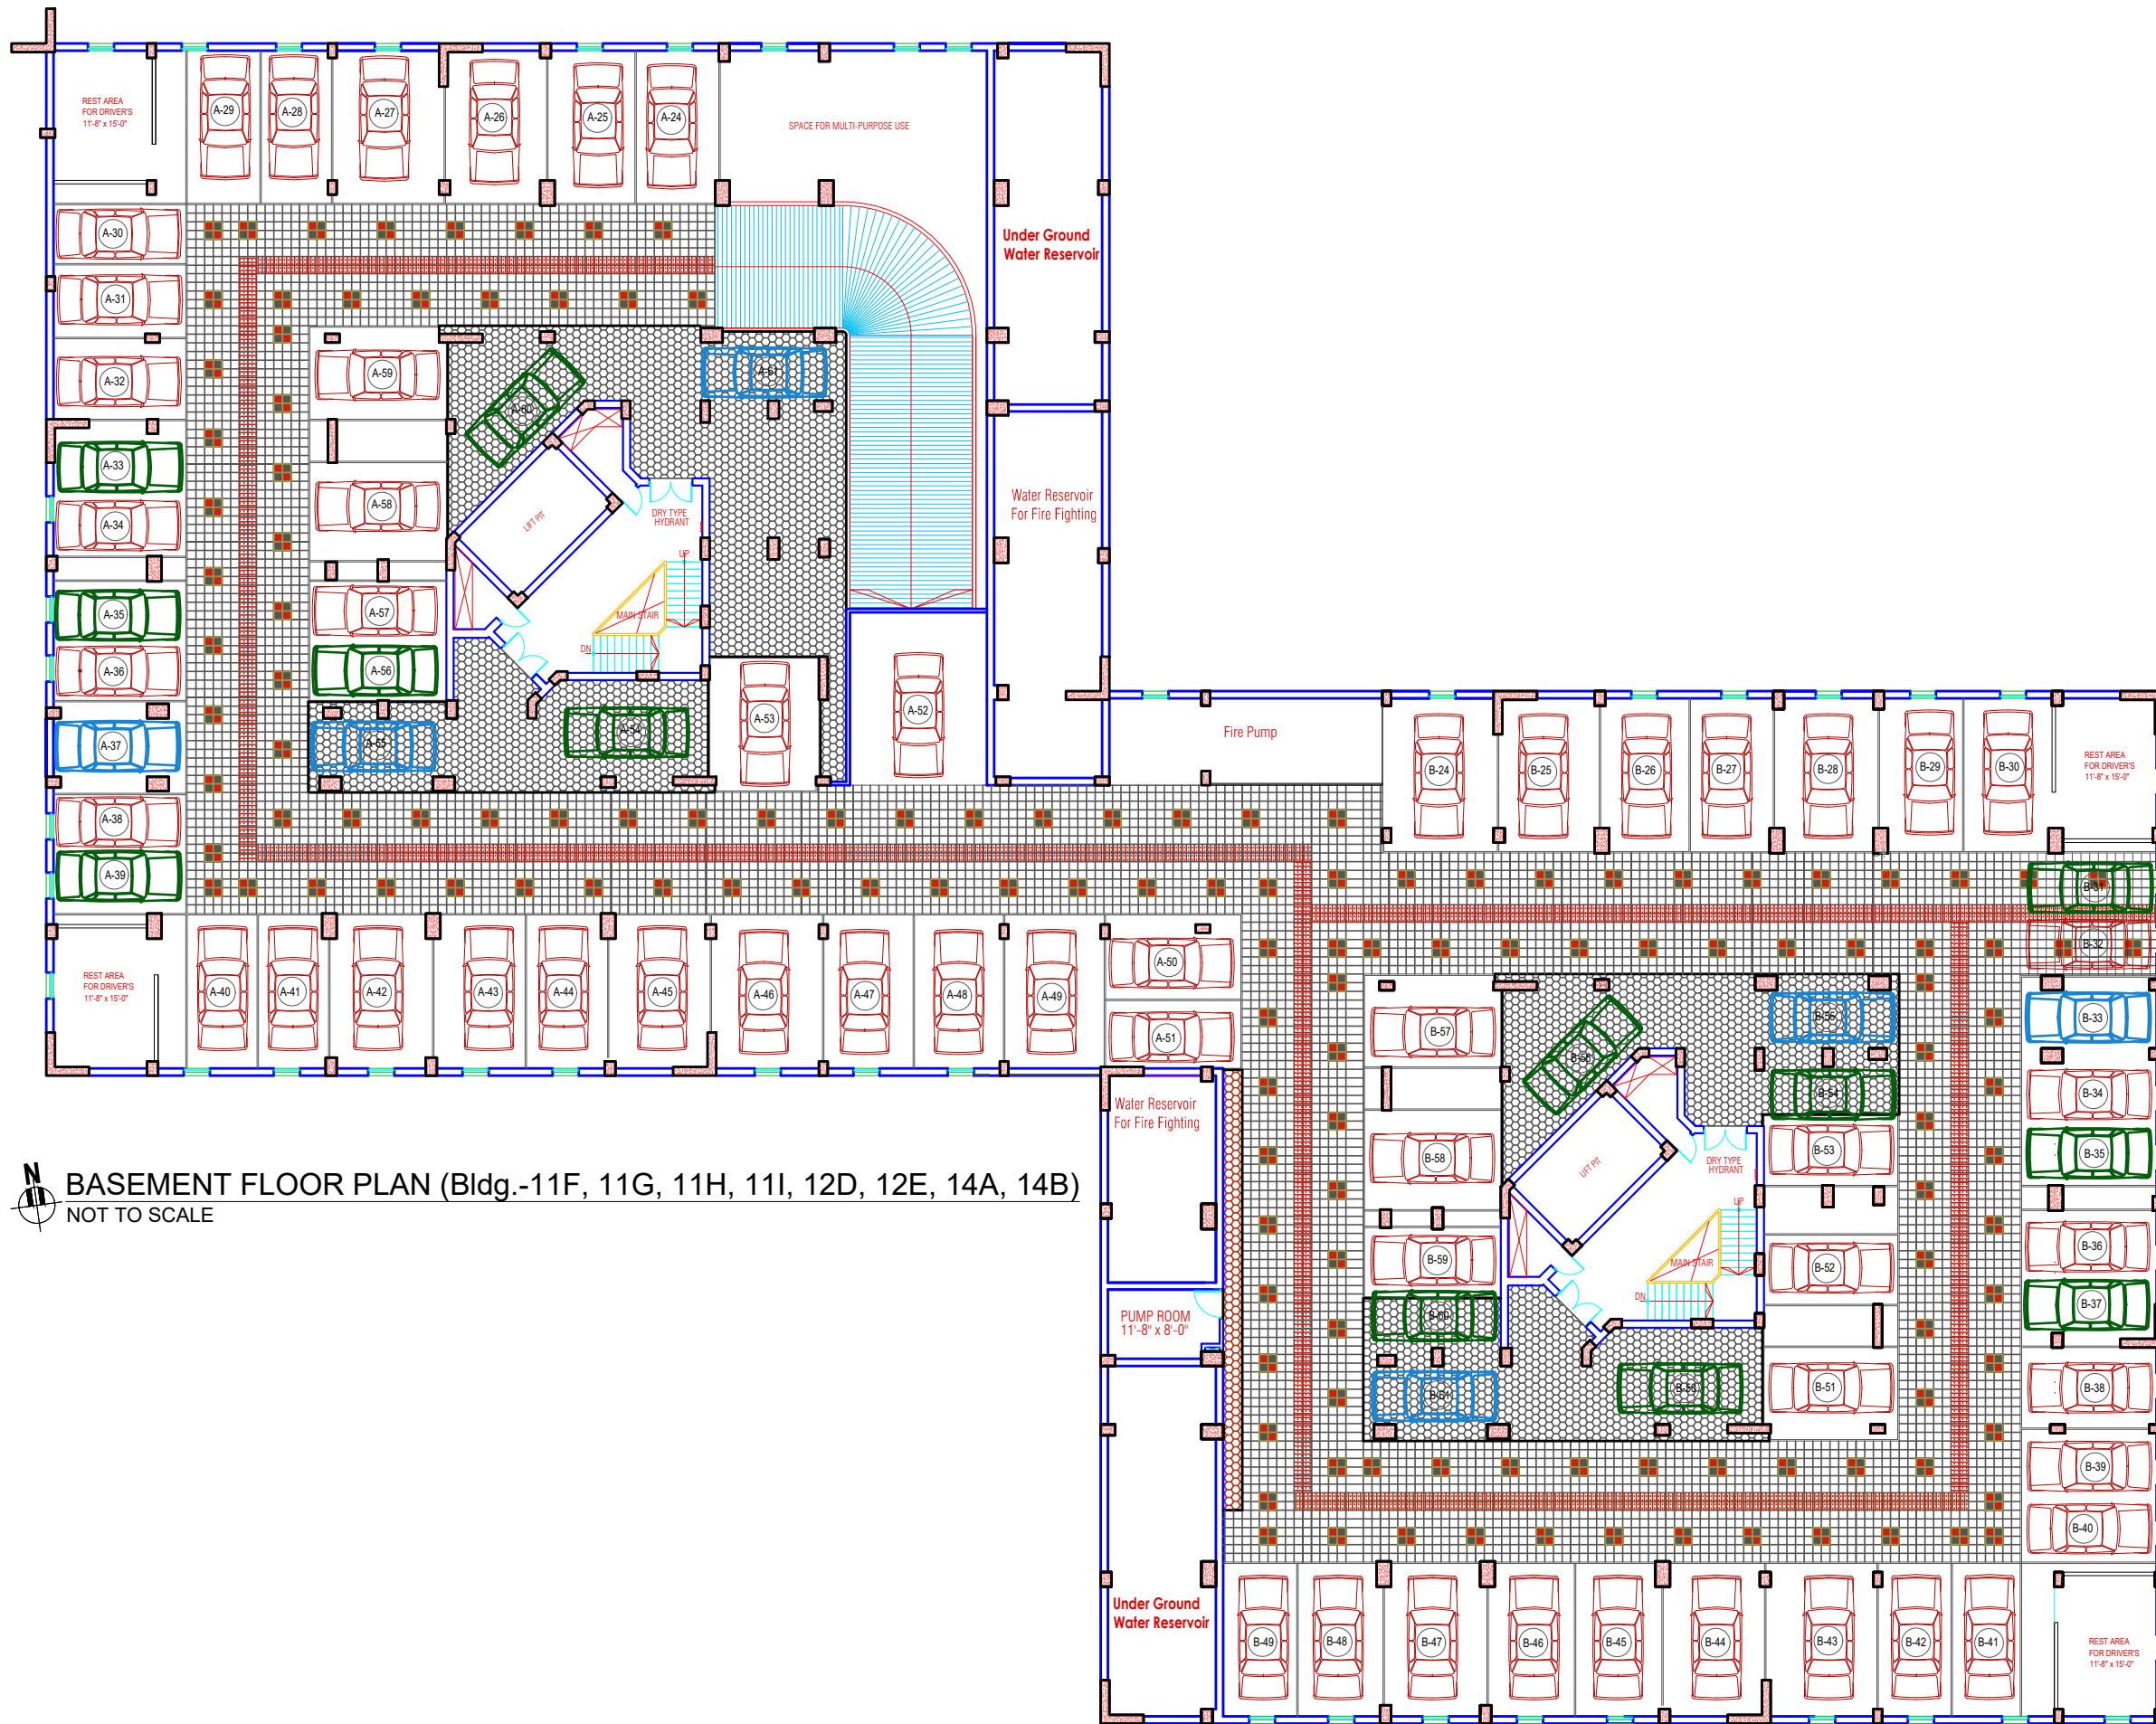 REST AREA
FOR DRIVER'S
11'-8" x 15'-0"
A-29
A-28
A-27
A-26
A-25
A-24
SPACE FOR MULTI-PURPOSE USE
Under Ground
Water Reservoir
A-30
A-31
A-32
A-33
A-34
A-35
A-36
A-37
A-38
A-39
A-59
A-58
A-57
A-56
A-55
A-60
A-61
LIFT PIT
DRY TYPE
HYDRANT
UP
MAIN STAIR
DN
A-54
A-53
A-52
Water Reservoir
For Fire Fighting
Fire Pump
REST AREA
FOR DRIVER'S
11'-8" x 15'-0"
A-40
A-41
A-42
A-43
A-44
A-45
A-46
A-47
A-48
A-49
A-50
A-51
B-24
B-25
B-26
B-27
B-28
B-29
B-30
REST AREA
FOR DRIVER'S
11'-8" x 15'-0"
B-31
B-32
B-33
B-34
B-35
B-36
B-37
B-38
B-39
B-40
B-57
B-58
B-59
B-60
B-61
B-56
B-55
B-54
B-53
B-52
B-51
B-50
LIFT PIT
DRY TYPE
HYDRANT
UP
MAIN STAIR
DN
Water Reservoir
For Fire Fighting
PUMP ROOM
11'-8" x 8'-0"
Under Ground
Water Reservoir
B-49
B-48
B-47
B-46
B-45
B-44
B-43
B-42
B-41
REST AREA
FOR DRIVER'S
11'-8" x 15'-0"
N
BASEMENT FLOOR PLAN (Bldg.-11F, 11G, 11H, 11I, 12D, 12E, 14A, 14B)
NOT TO SCALE